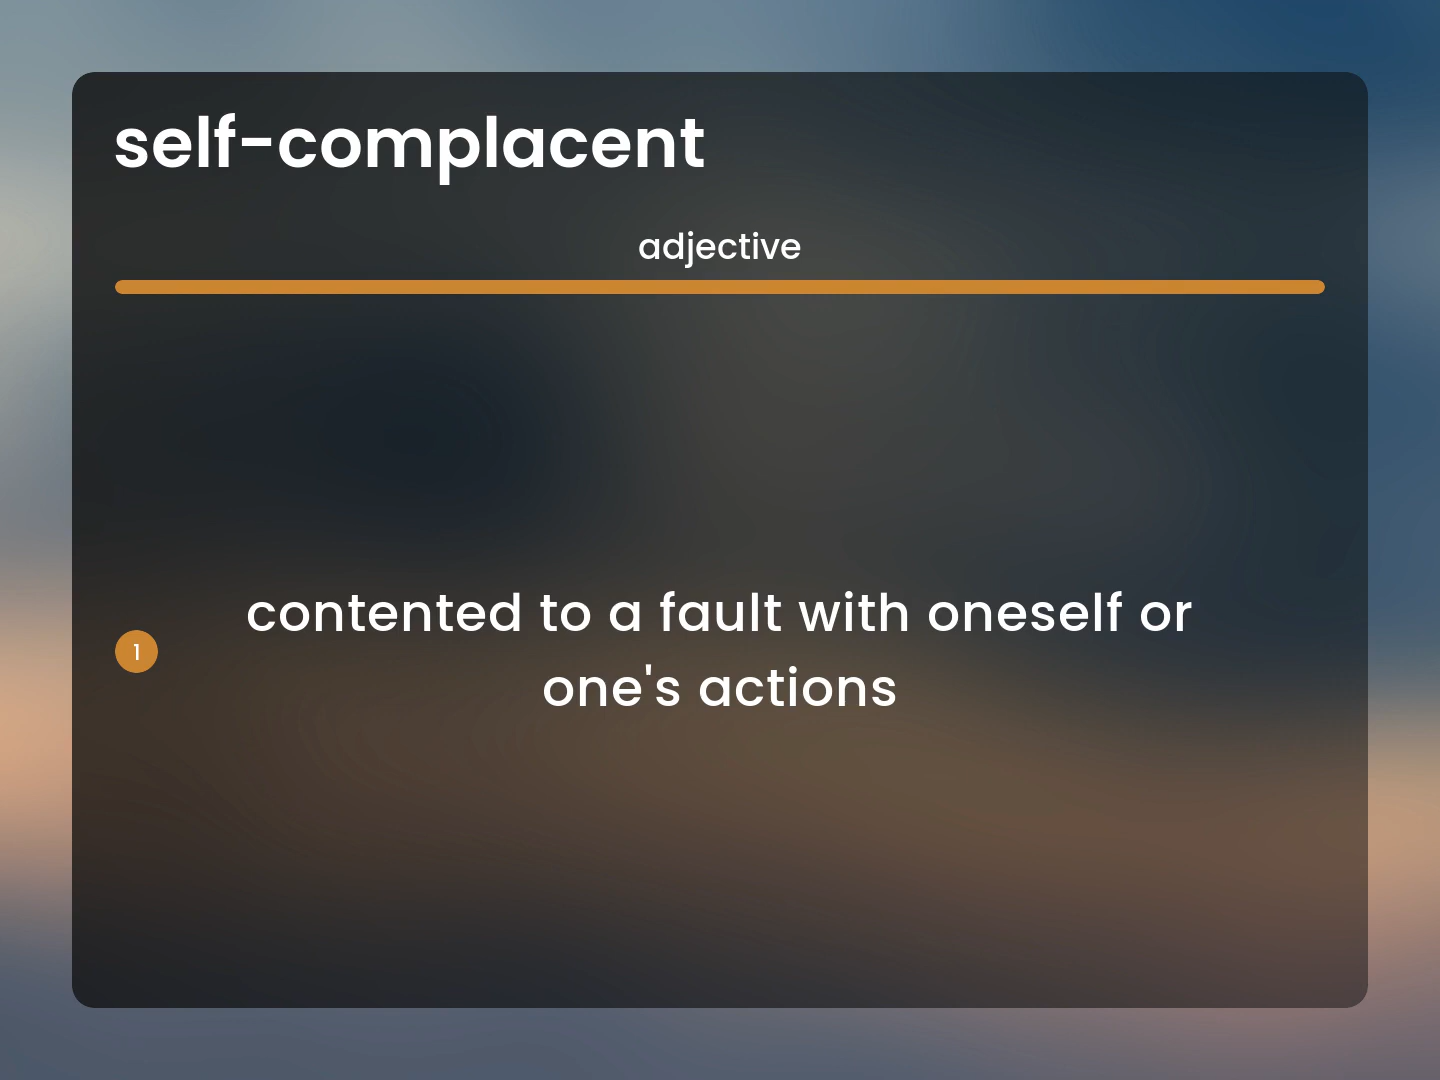 self-complacent
adjective
contented to a fault with oneself or
1
one's actions